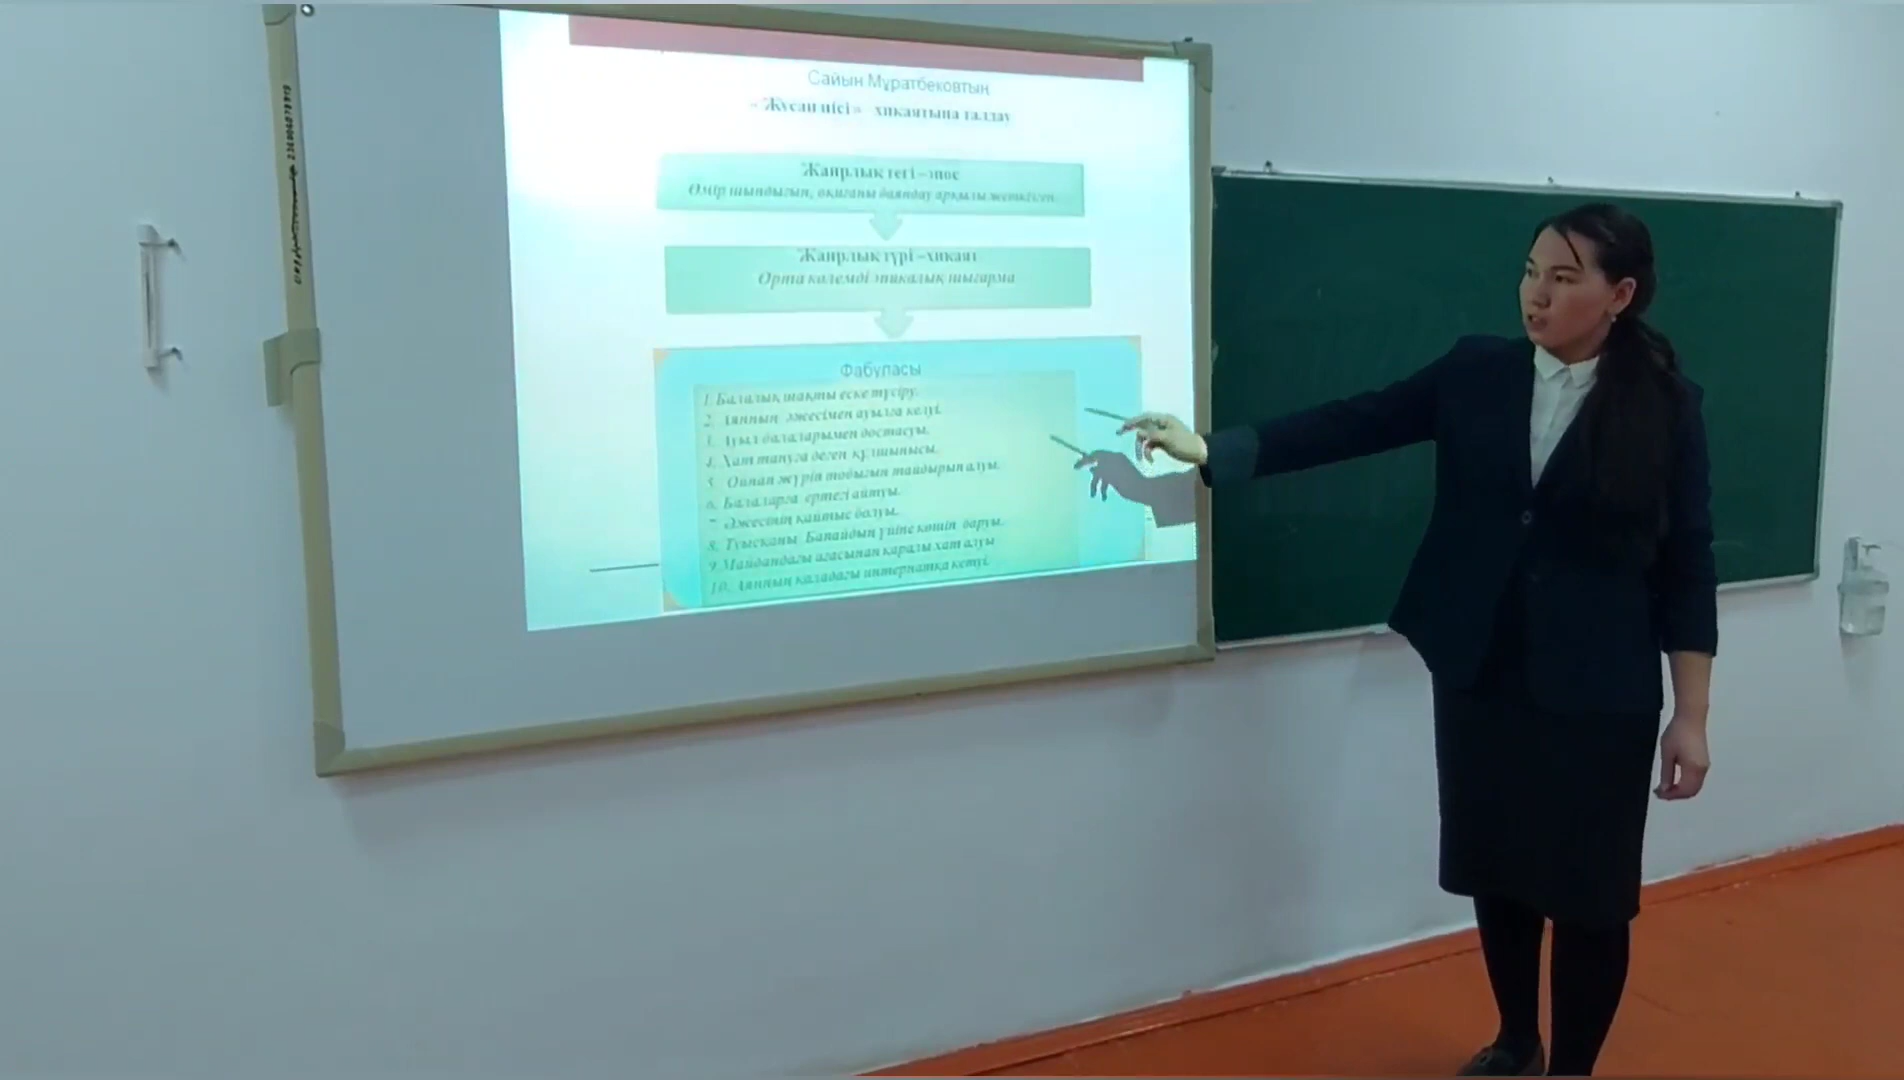 Сайын Мұратбековтың
« Жусан иісі » хикаятына талдау
Жанрлық тегі – эпос
Өмір шындығын, оқиғаны баяндау арқылы жеткізген
Жанрлық түрі – хикаят
Орта көлемді эпикалық шығарма
Фабуласы
1. Балалық шақты еске түсіру.
2. Аянның әжесімен ауылға келуі.
3. Ауыл балаларымен достасуы.
4. Хат тануға деген құлшынысы.
5. Ойнап жүріп тобығын тайдырып алуы.
6. Балаларға ертегі айтуы.
7. Әжесінің қайтыс болуы.
8. Туысқаны Бапайдың үйіне көшіп баруы.
9. Майдандағы ағасынан қаралы хат алуы
10. Аянның қаладағы интернатқа кетуі.